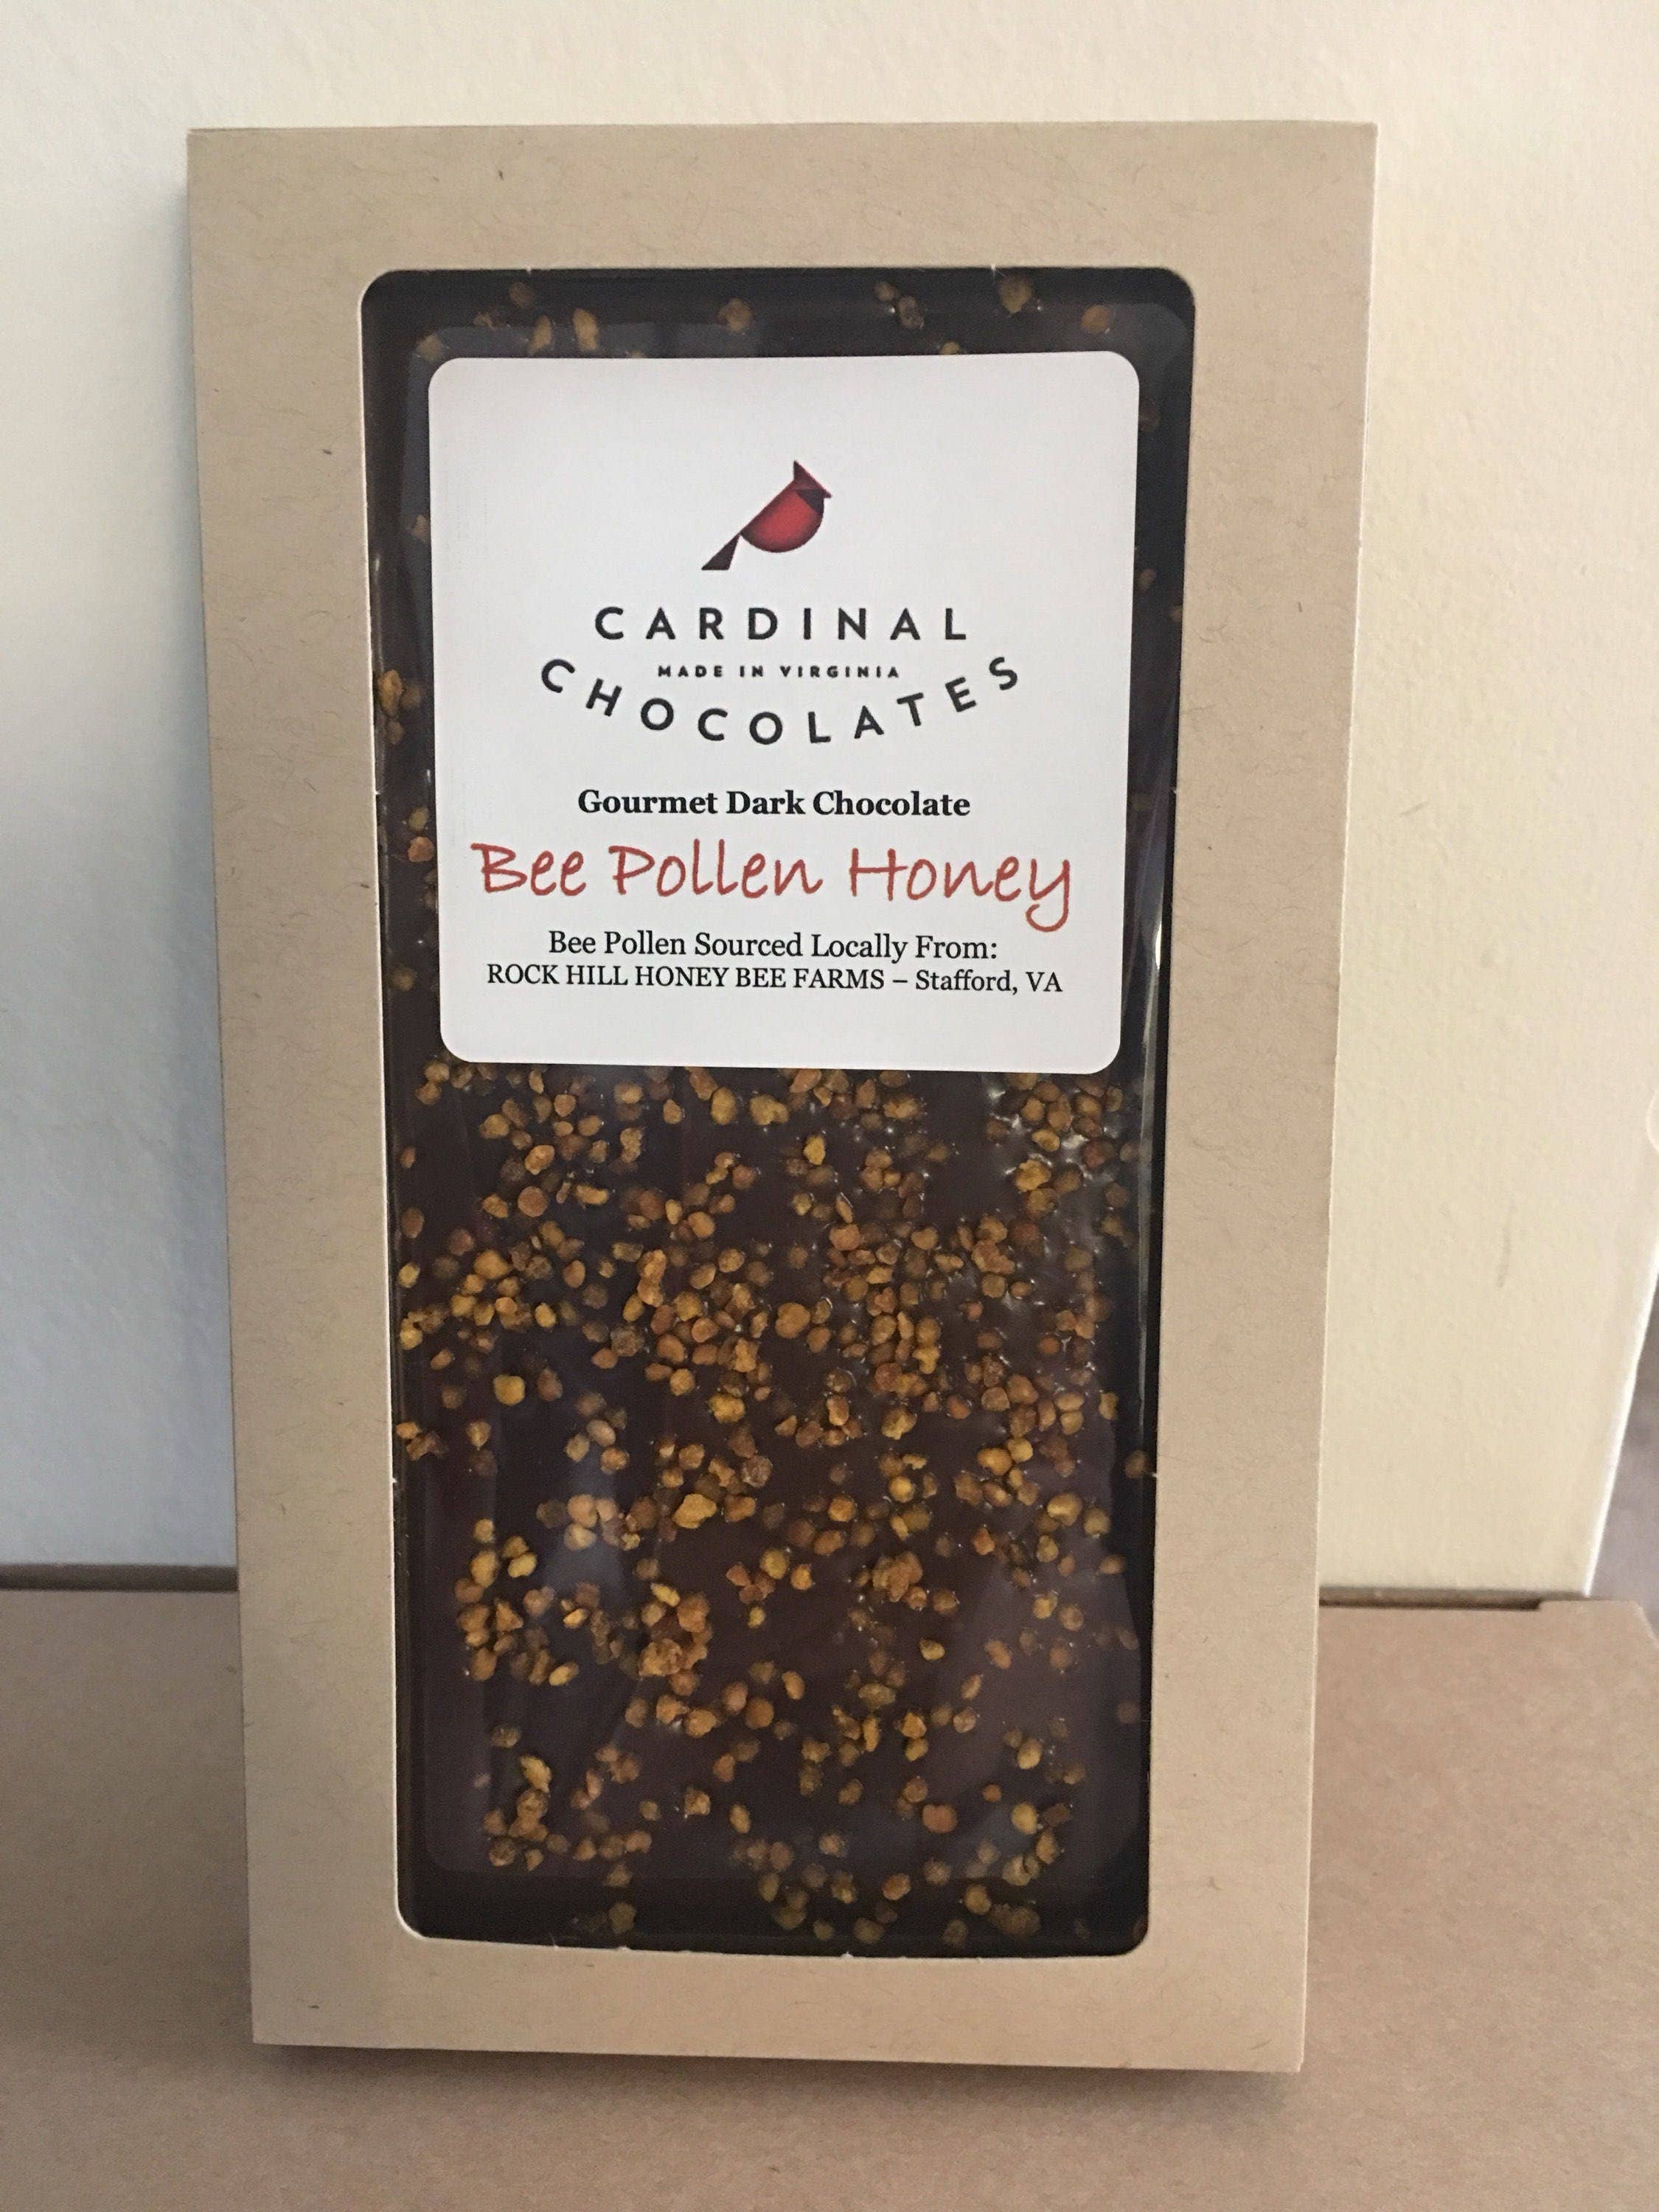 CARDINAL
MADE IN VIRGINIA
CHOCOLATES
Gourmet Dark Chocolate
Bee Pollen Honey
Bee Pollen Sourced Locally From:
ROCK HILL HONEY BEE FARMS – Stafford, VA